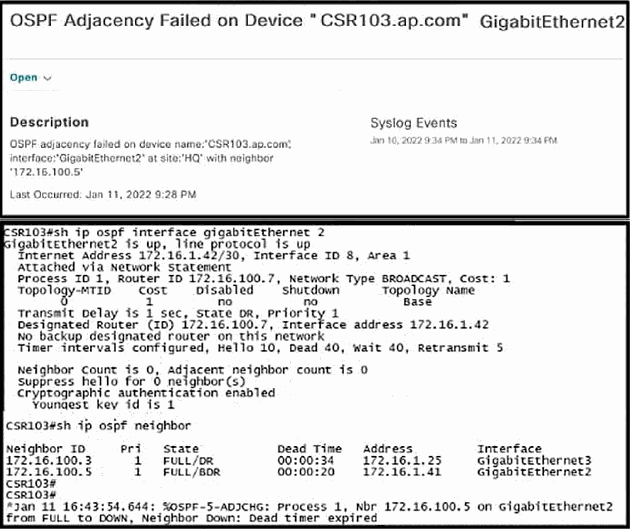 OSPF Adjacency Failed on Device "CSR103.ap.com" GigabitEthernet2
Open
Description
OSPF adjacency failed on device name:'CSR103.ap.com',
interface:'GigabitEthernet2' at site:'HQ' with neighbor
'172.16.100.5'
Last Occurred: Jan 11, 2022 9:28 PM
Syslog Events
Jan 10, 2022 9:34 PM to Jan 11, 2022 9:34 PM
CSR103#sh ip ospf interface gigabitEthernet 2
GigabitEthernet2 is up, line protocol is up
Internet Address 172.16.1.42/30, Interface ID 8, Area 1
Attached via Network Statement
Process ID 1, Router ID 172.16.100.7, Network Type BROADCAST, Cost: 1
Topology-MTID Cost Disabled Shutdown Topology Name
0 1 no no Base
Transmit Delay is 1 sec, State DR, Priority 1
Designated Router (ID) 172.16.100.7, Interface address 172.16.1.42
No backup designated router on this network
Timer intervals configured, Hello 10, Dead 40, Wait 40, Retransmit 5
Neighbor Count is 0, Adjacent neighbor count is 0
Suppress hello for 0 neighbor(s)
Cryptographic authentication enabled
Youngest key id is 1
CSR103#sh ip ospf neighbor
Neighbor ID Pri State Dead Time Address Interface
172.16.100.3 1 FULL/DR 00:00:34 172.16.1.25 GigabitEthernet3
172.16.100.5 1 FULL/BDR 00:00:20 172.16.1.41 GigabitEthernet2
CSR103#
CSR103#
*Jan 11 16:43:54.644: %OSPF-5-ADJCHG: Process 1, Nbr 172.16.100.5 on GigabitEthernet2
from FULL to DOWN, Neighbor Down: Dead timer expired